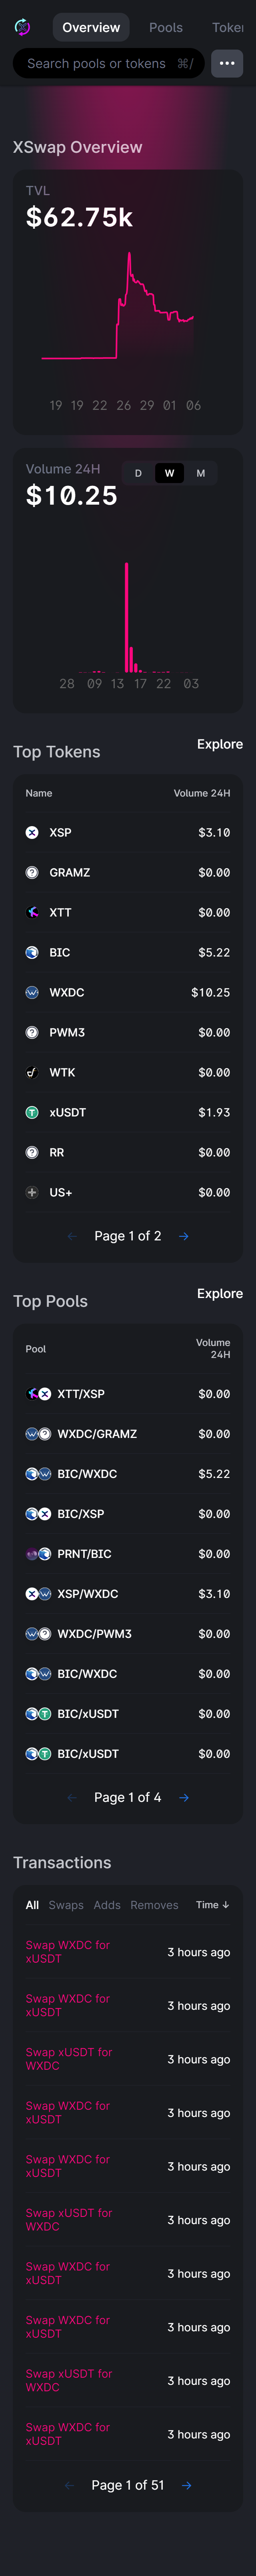 Overview Pools Token
Search pools or tokens ⌘/ •••
XSwap Overview
TVL
$62.75k
19 19 22 26 29 01 06
Volume 24H D W M
$10.25
28 09 13 17 22 03
Top Tokens Explore
Name Volume 24H
XSP $3.10
GRAMZ $0.00
XTT $0.00
BIC $5.22
WXDC $10.25
PWM3 $0.00
WTK $0.00
xUSDT $1.93
RR $0.00
US+ $0.00
← Page 1 of 2 →
Top Pools Explore
Pool Volume
24H
XTT/XSP $0.00
WXDC/GRAMZ $0.00
BIC/WXDC $5.22
BIC/XSP $0.00
PRNT/BIC $0.00
XSP/WXDC $3.10
WXDC/PWM3 $0.00
BIC/WXDC $0.00
BIC/xUSDT $0.00
BIC/xUSDT $0.00
← Page 1 of 4 →
Transactions
All Swaps Adds Removes Time ↓
Swap WXDC for
xUSDT 3 hours ago
Swap WXDC for
xUSDT 3 hours ago
Swap xUSDT for
WXDC 3 hours ago
Swap WXDC for
xUSDT 3 hours ago
Swap WXDC for
xUSDT 3 hours ago
Swap xUSDT for
WXDC 3 hours ago
Swap WXDC for
xUSDT 3 hours ago
Swap WXDC for
xUSDT 3 hours ago
Swap xUSDT for
WXDC 3 hours ago
Swap WXDC for
xUSDT 3 hours ago
← Page 1 of 51 →